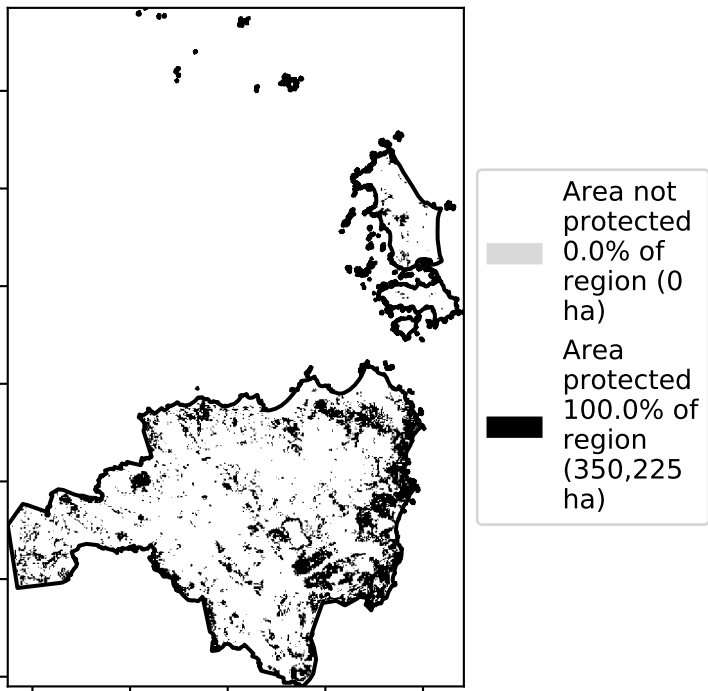 Area not
protected
0.0% of
region (0
ha)
Area
protected
100.0% of
region
(350,225
ha)